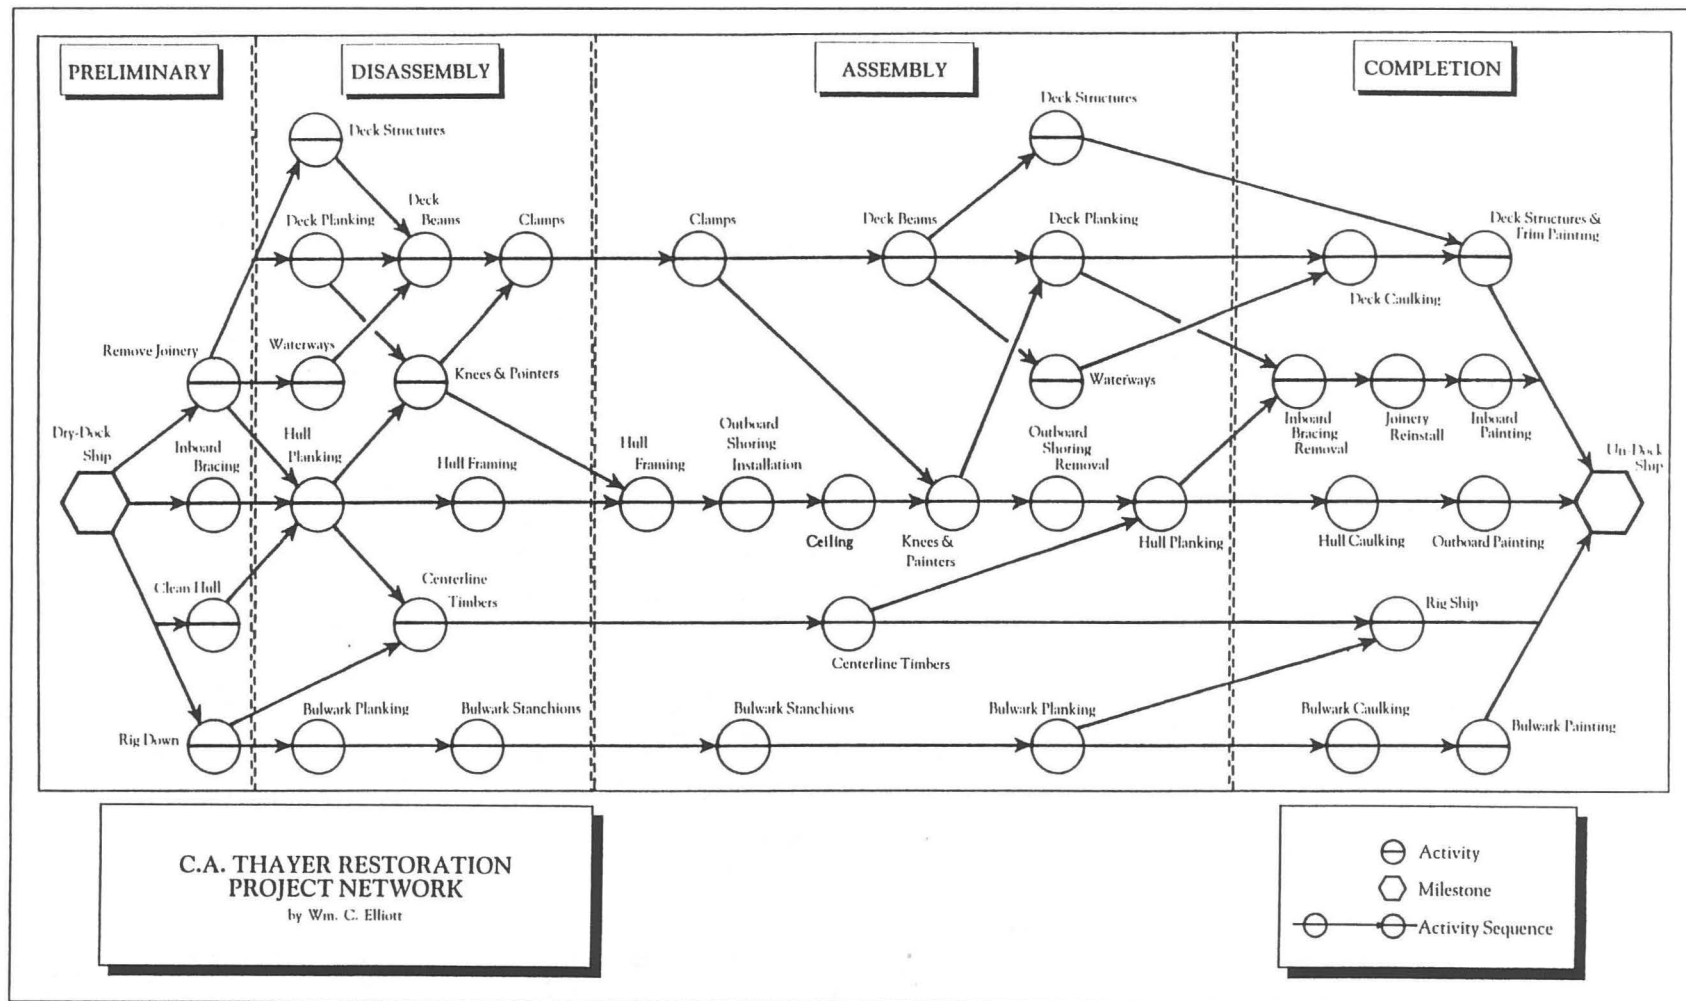 PRELIMINARY
DISASSEMBLY
ASSEMBLY
COMPLETION
Deck Structures
Deck Structures
Deck Planking
Deck
Beams
Clamps
Clamps
Deck Beams
Deck Planking
Deck Structures &
Trim Painting
Deck Caulking
Remove Joinery
Waterways
Knees & Pointers
Waterways
Dry-Dock
Ship
Inboard
Bracing
Hull
Planking
Hull Framing
Hull
Framing
Outboard
Shoring
Installation
Outboard
Shoring
Removal
Inboard
Bracing
Removal
Joinery
Reinstall
Inboard
Painting
Un-Dock
Ship
Ceiling
Knees &
Painters
Hull Planking
Hull Caulking
Outboard Painting
Clean Hull
Centerline
Timbers
Centerline Timbers
Rig Ship
Rig Down
Bulwark Planking
Bulwark Stanchions
Bulwark Stanchions
Bulwark Planking
Bulwark Caulking
Bulwark Painting
C.A. THAYER RESTORATION
PROJECT NETWORK
by Wm. C. Elliott
Activity
Milestone
Activity Sequence